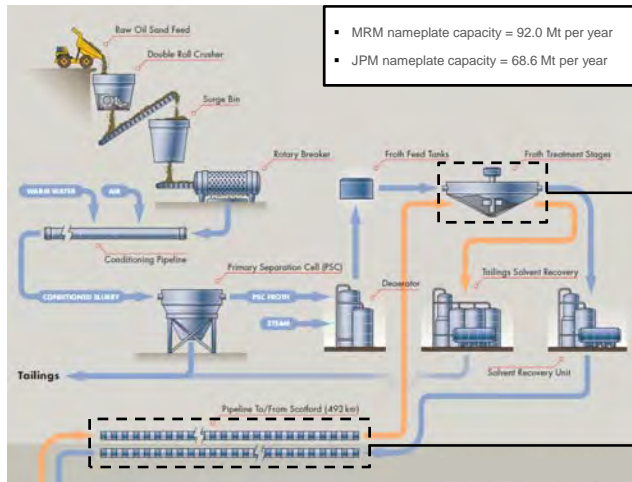 ▪ MRM nameplate capacity = 92.0 Mt per year
▪ JPM nameplate capacity = 68.6 Mt per year
Raw Oil Sand Feed
Double Roll Crusher
Surge Bin
Rotary Breaker
Froth Feed Tanks
Froth Treatment Stages
WARM WATER
AIR
Conditioning Pipeline
Primary Separation Cell (PSC)
Deaerator
Tailings Solvent Recovery
CONDITIONED SLURRY
PSC FROTH
STEAM
Tailings
Solvent Recovery Unit
Pipeline To/From Scotford (493 km)